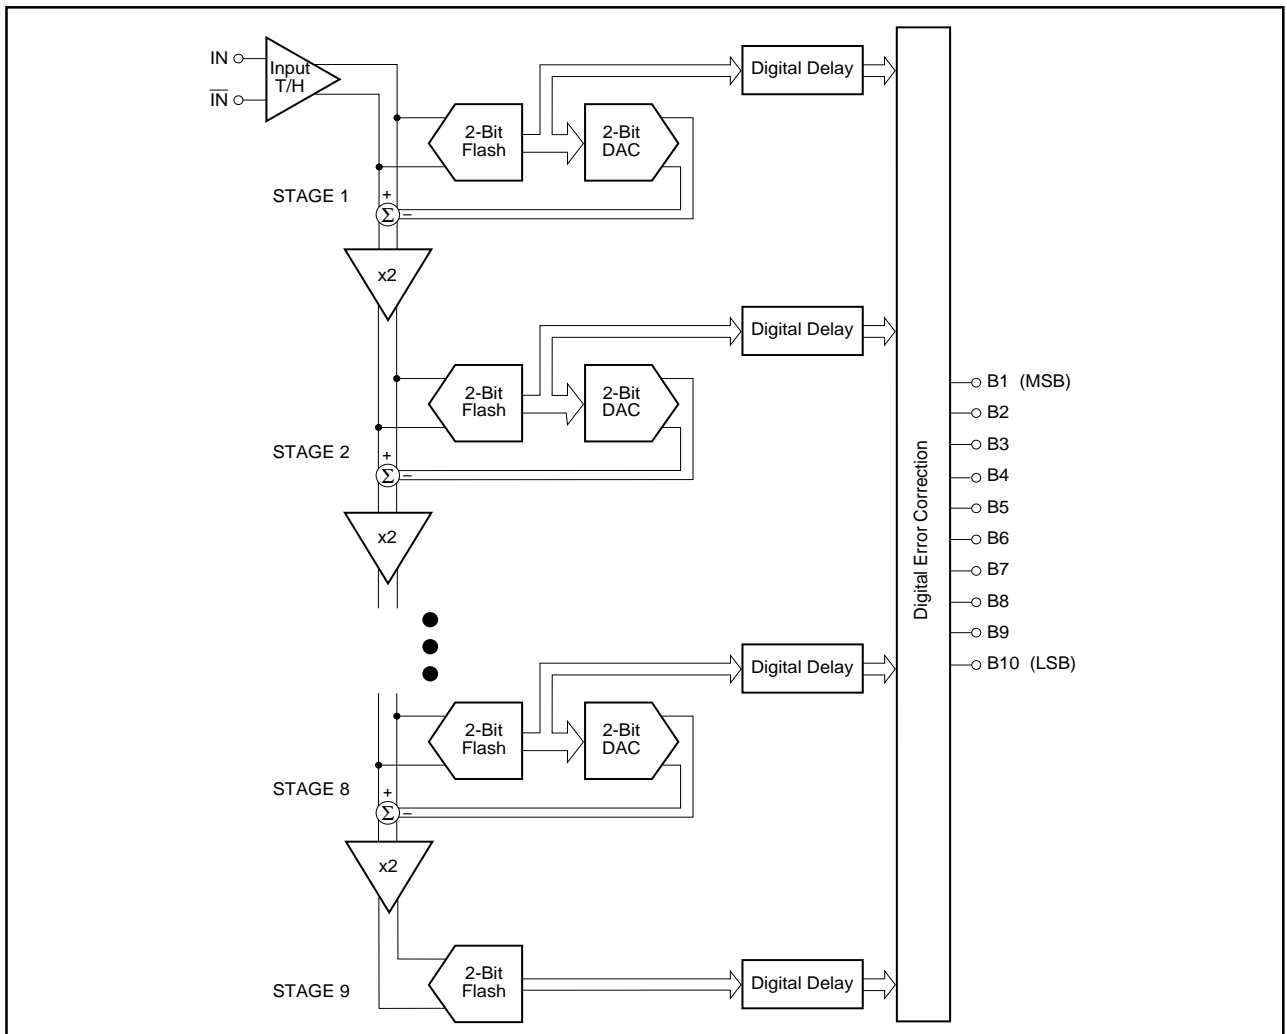 IN
IN
Input
T/H
Digital Delay
2-Bit
Flash
2-Bit
DAC
STAGE 1
+
Σ
–
x2
Digital Delay
2-Bit
Flash
2-Bit
DAC
STAGE 2
+
Σ
–
x2
Digital Delay
2-Bit
Flash
2-Bit
DAC
STAGE 8
+
Σ
–
x2
2-Bit
Flash
Digital Delay
STAGE 9
Digital Error Correction
B1 (MSB)
B2
B3
B4
B5
B6
B7
B8
B9
B10 (LSB)